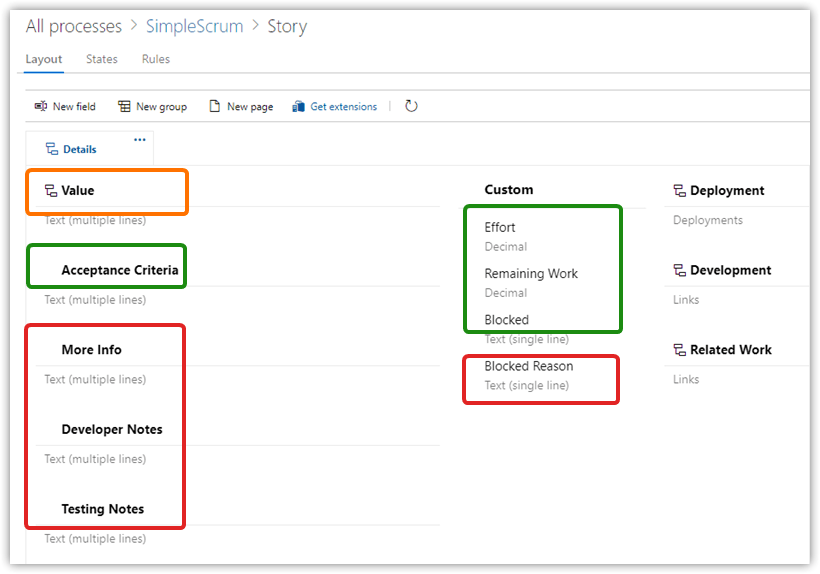 All processes > SimpleScrum > Story
Layout States Rules
New field New group New page Get extensions
Details ...
Value
Text (multiple lines)
Acceptance Criteria
Text (multiple lines)
More Info
Text (multiple lines)
Developer Notes
Text (multiple lines)
Testing Notes
Text (multiple lines)
Custom
Effort
Decimal
Remaining Work
Decimal
Blocked
Text (single line)
Blocked Reason
Text (single line)
Deployment
Deployments
Development
Links
Related Work
Links